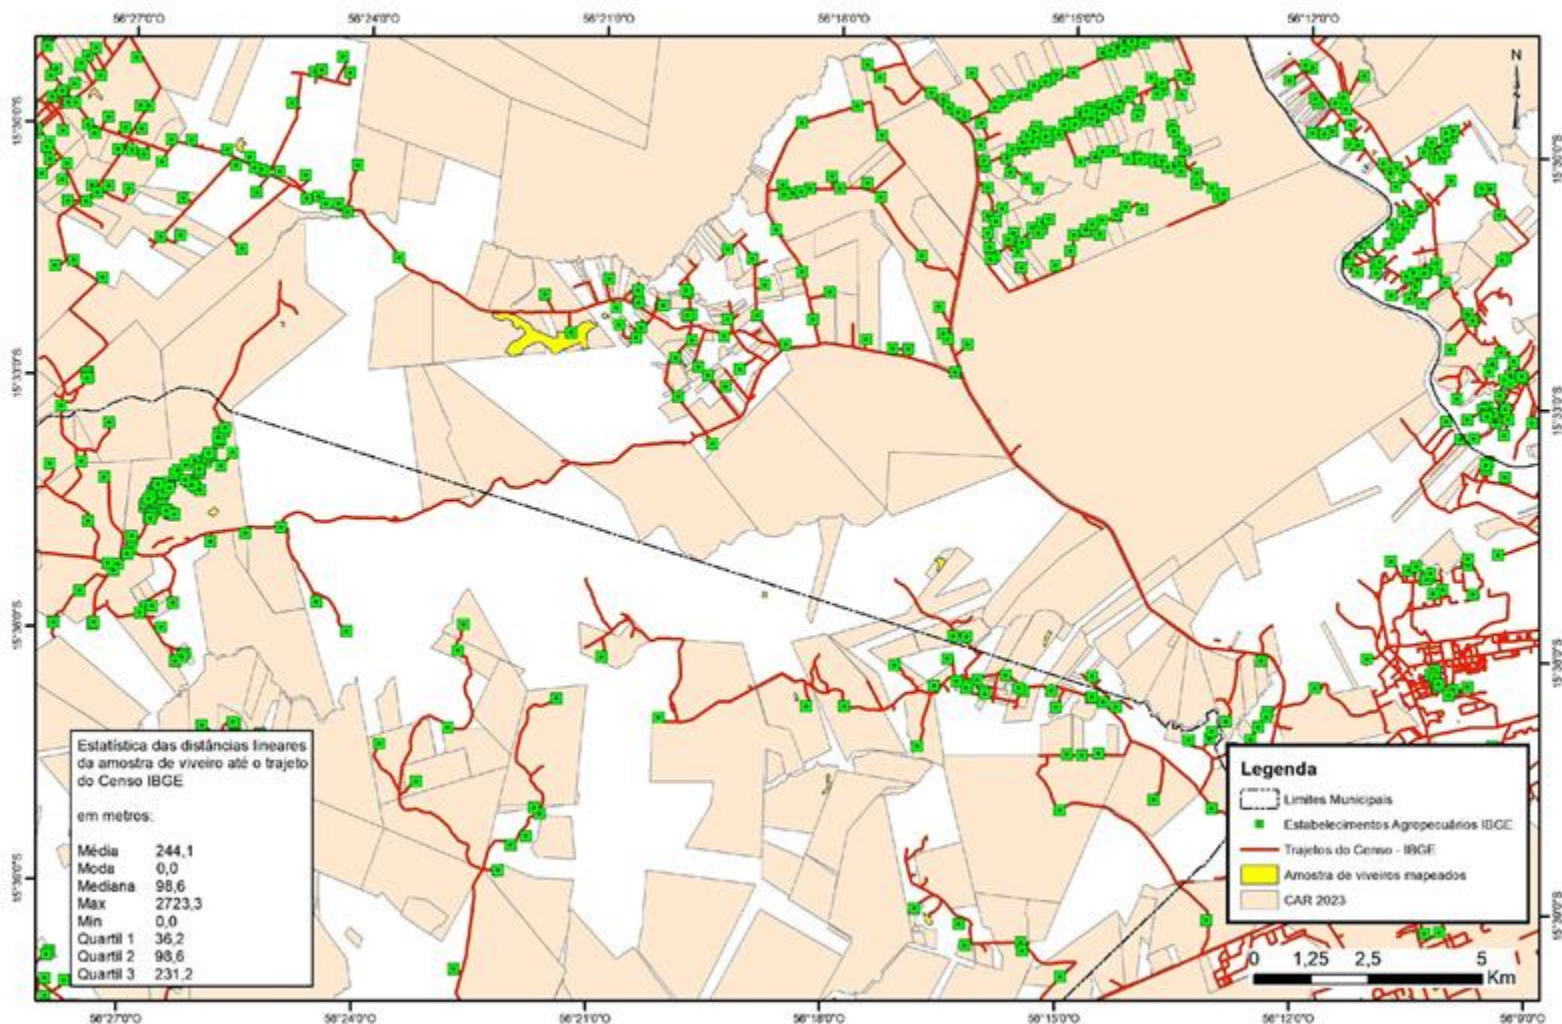 56°27'0"O 56°24'0"O 56°21'0"O 56°18'0"O 56°15'0"O 56°12'0"O
N
15°30'0"S
15°30'0"S
15°33'0"S
15°33'0"S
Estatística das distâncias lineares
da amostra de viveiro até o trajeto
do Censo IBGE
em metros:
Média 244,1
Moda 0,0
Mediana 98,6
Max 2723,3
Min 0,0
Quartil 1 36,2
Quartil 2 98,6
Quartil 3 231,2
Legenda
Limites Municipais
Estabelecimentos Agropecuários IBGE
Trajetos do Censo - IBGE
Amostra de viveiros mapeados
CAR 2023
0 1,25 2,5 5
Km
56°27'0"O 56°24'0"O 56°21'0"O 56°18'0"O 56°15'0"O 56°12'0"O 56°9'0"O